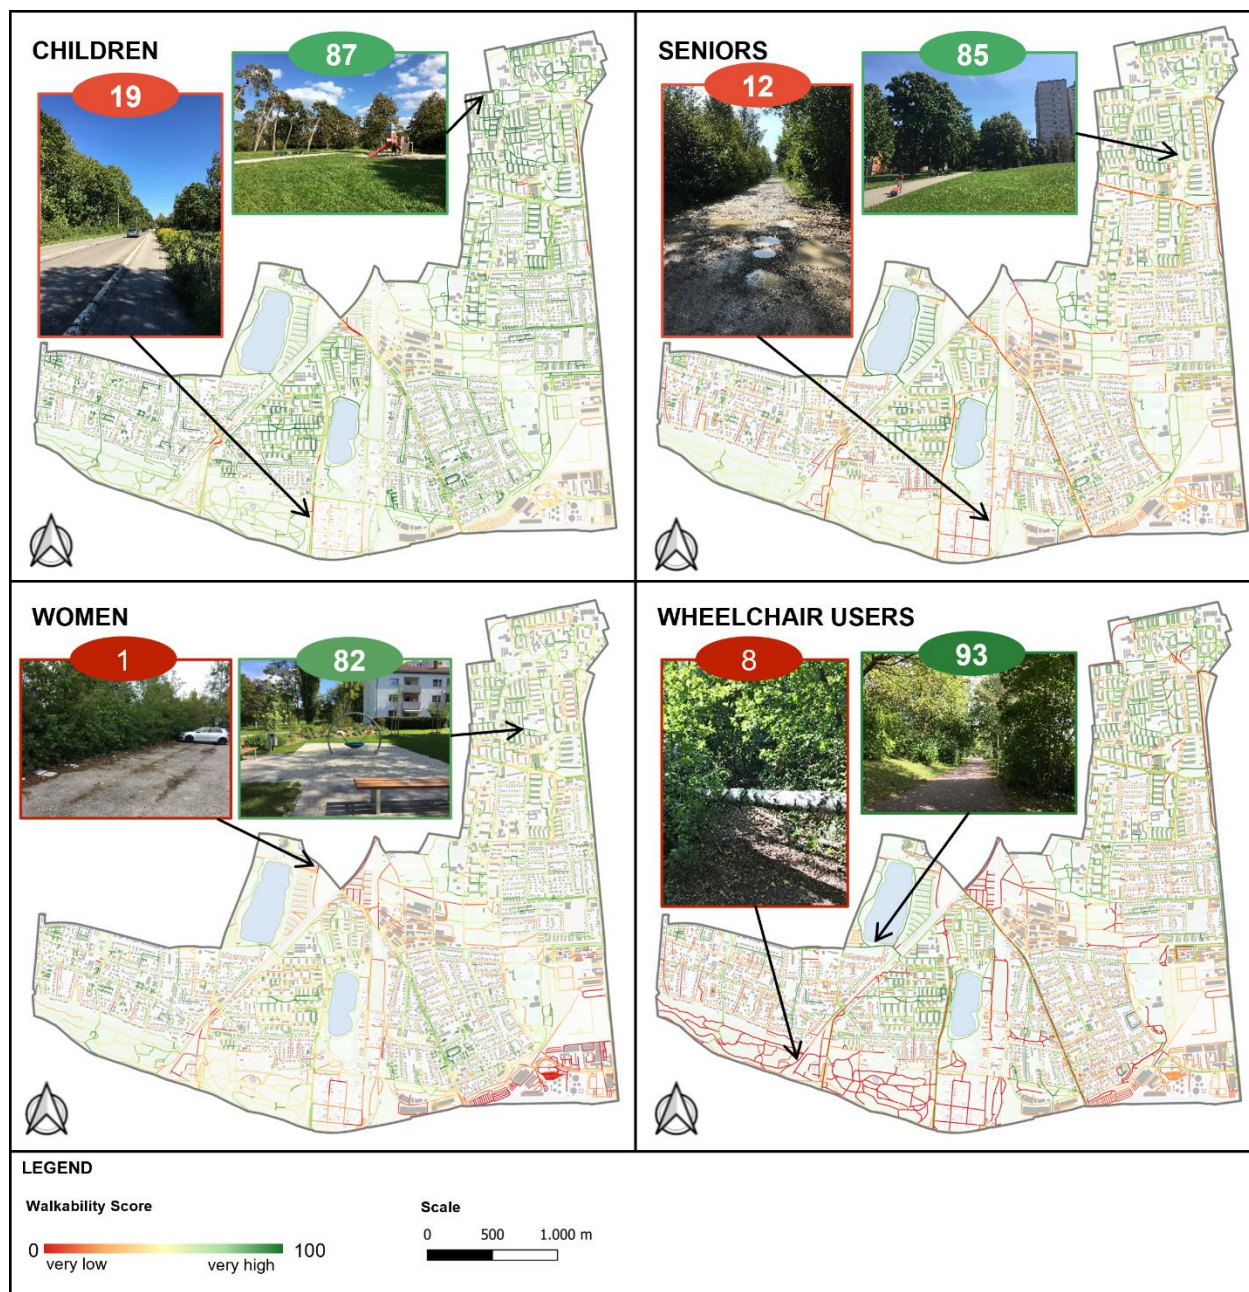 CHILDREN
87
19
SENIORS
85
12
WOMEN
1
82
WHEELCHAIR USERS
8
93
LEGEND
Walkability Score
0
100
very low
very high
Scale
0 500 1.000 m